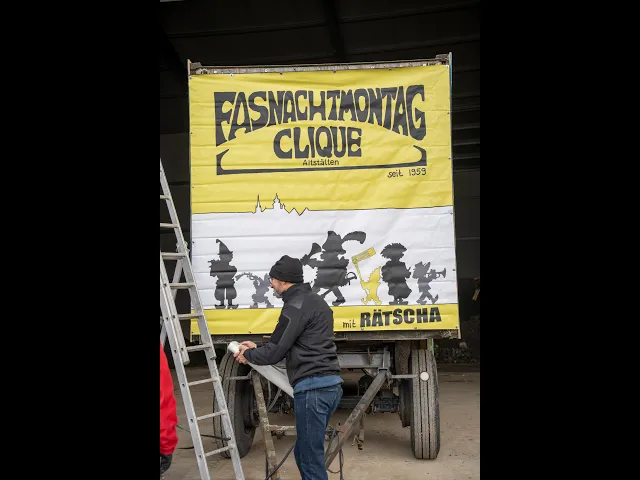 FASNACHTMONTAG
CLIQUE
Altstätten
seit 1959
mit RÄTSCHA